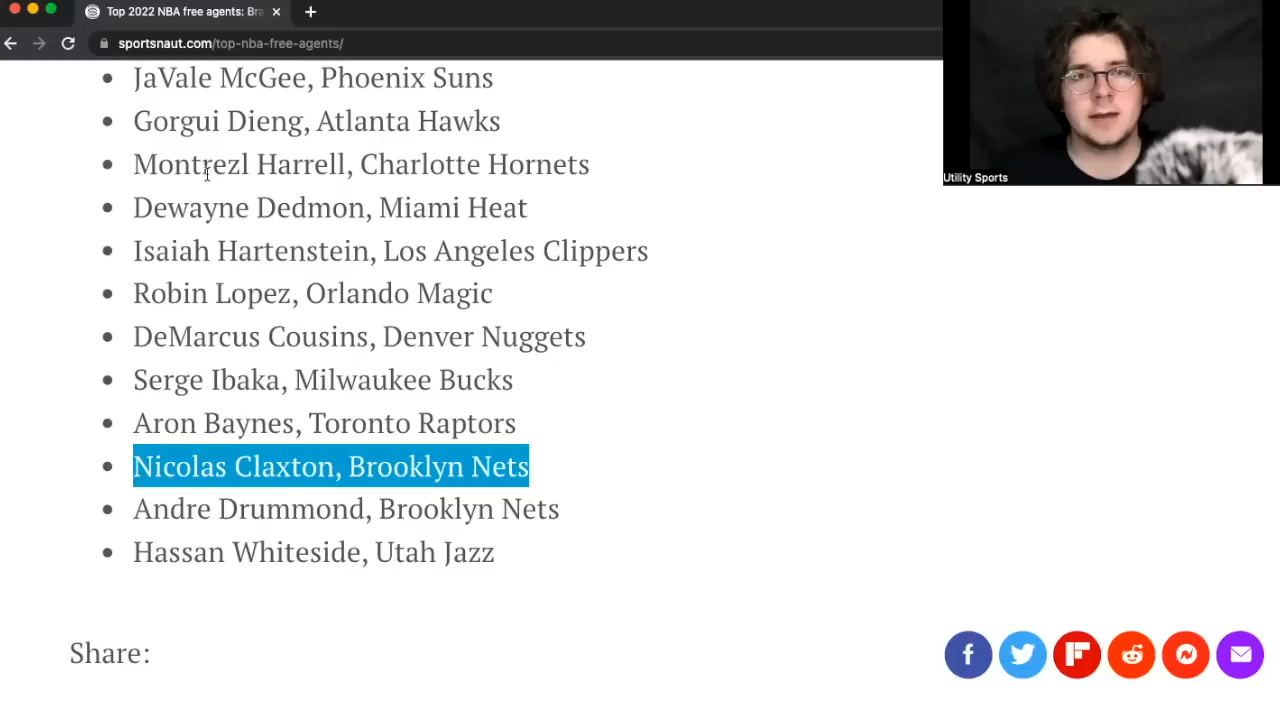 Top 2022 NBA free agents: Bra
sportsnaut.com/top-nba-free-agents/
JaVale McGee, Phoenix Suns
Gorgui Dieng, Atlanta Hawks
Montrezl Harrell, Charlotte Hornets
Utility Sports
Dewayne Dedmon, Miami Heat
Isaiah Hartenstein, Los Angeles Clippers
Robin Lopez, Orlando Magic
DeMarcus Cousins, Denver Nuggets
Serge Ibaka, Milwaukee Bucks
Aron Baynes, Toronto Raptors
Nicolas Claxton, Brooklyn Nets
Andre Drummond, Brooklyn Nets
Hassan Whiteside, Utah Jazz
Share: